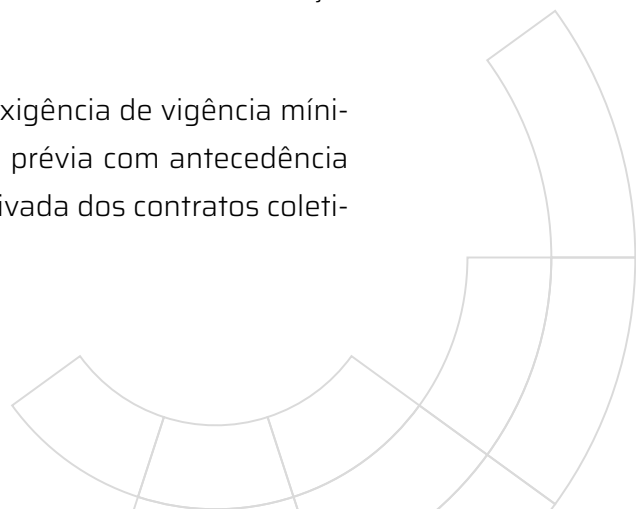 xigência de vigência míni-
prévia com antecedência
ivada dos contratos coleti-